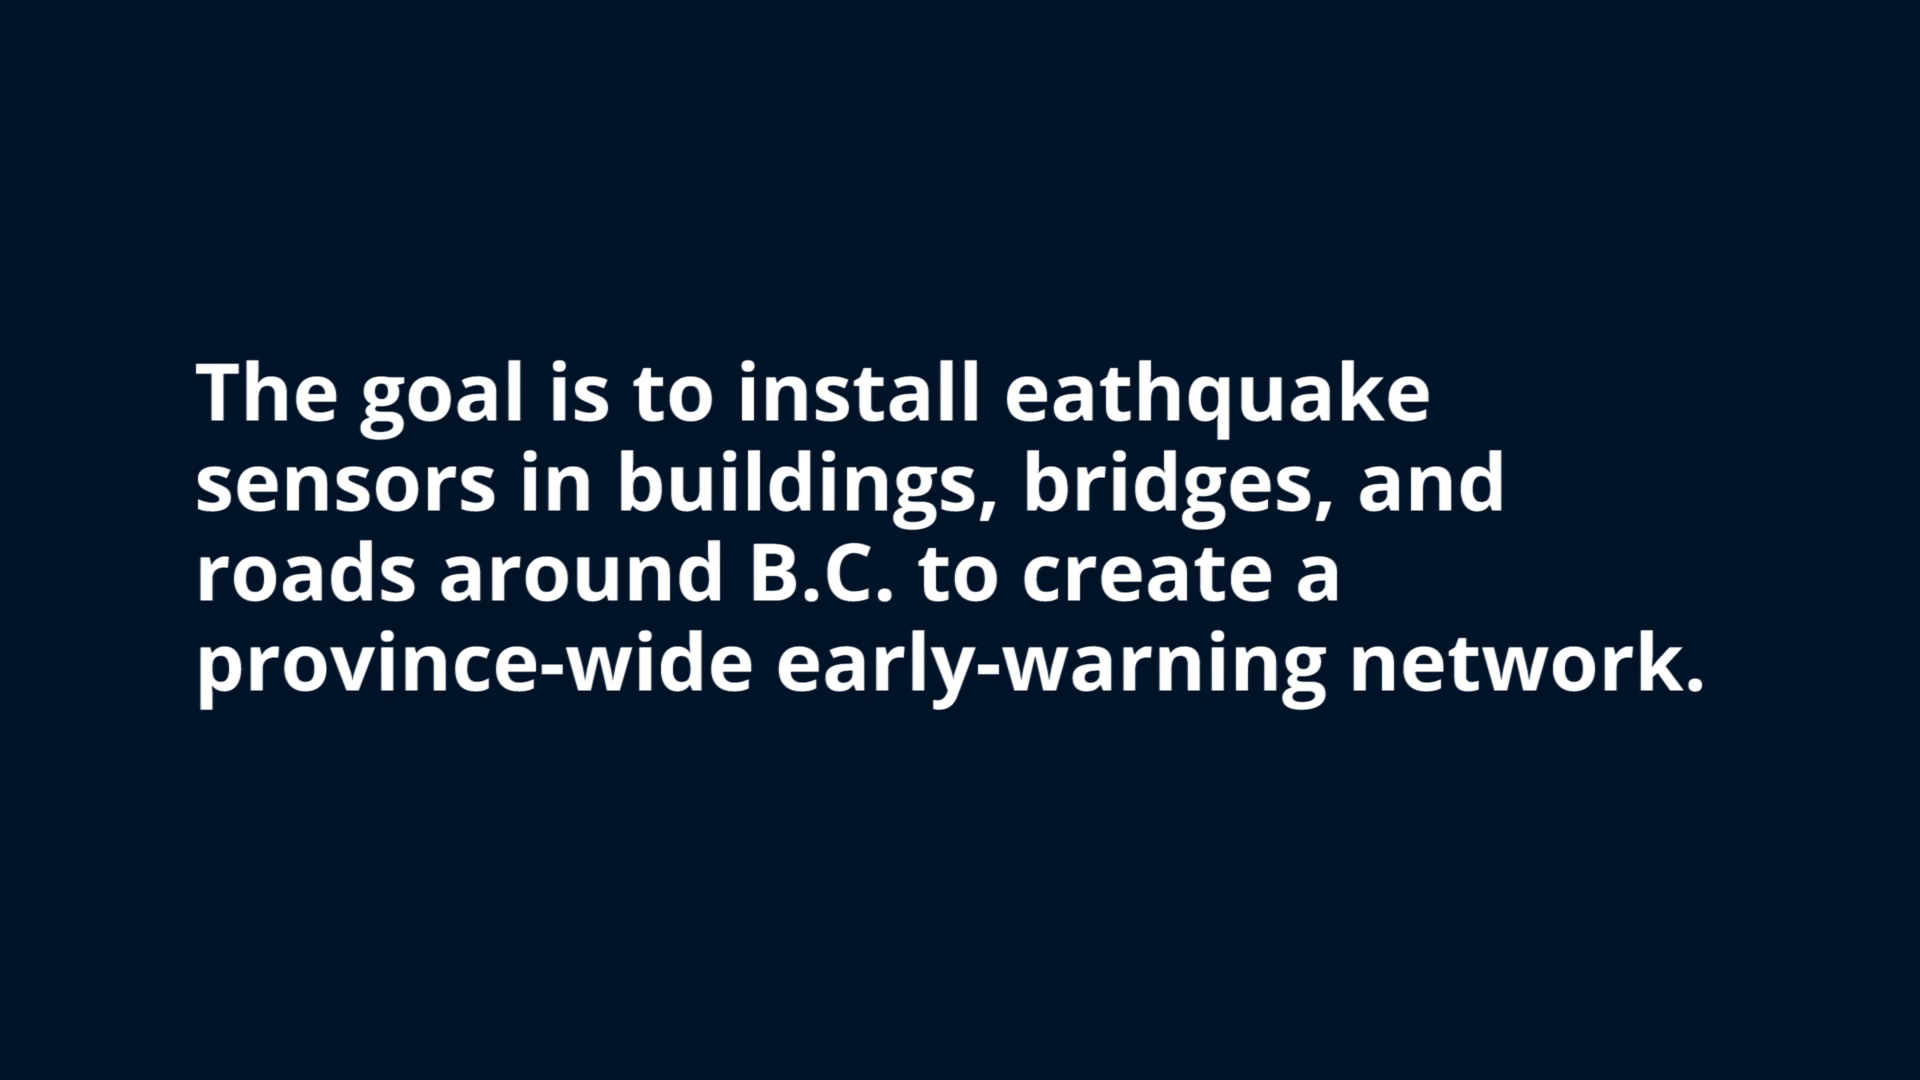 The goal is to install eathquake
sensors in buildings, bridges, and
roads around B.C. to create a
province-wide early-warning network.